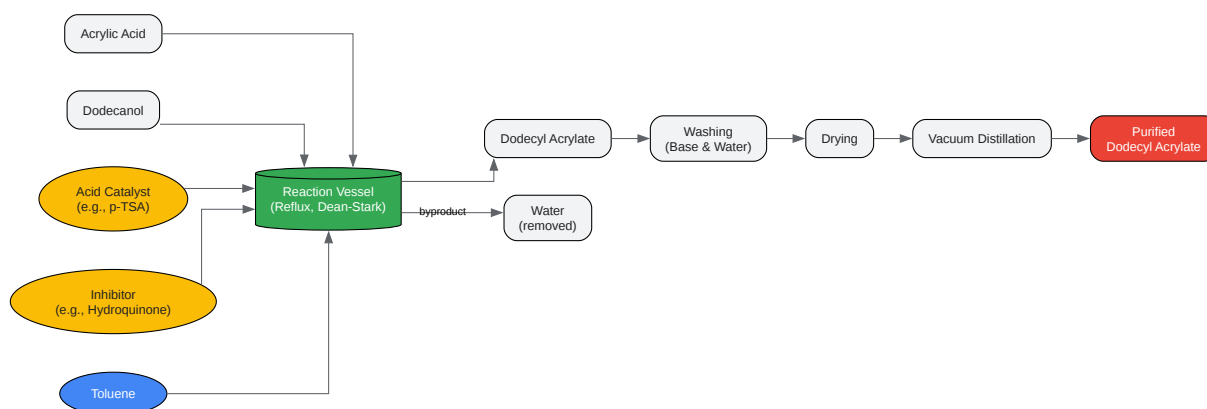 Acrylic Acid
Dodecanol
Acid Catalyst
(e.g., p-TSA)
Inhibitor
(e.g., Hydroquinone)
Toluene
Reaction Vessel
(Reflux, Dean-Stark)
byproduct
Dodecyl Acrylate
Water
(removed)
Washing
(Base & Water)
Drying
Vacuum Distillation
Purified
Dodecyl Acrylate